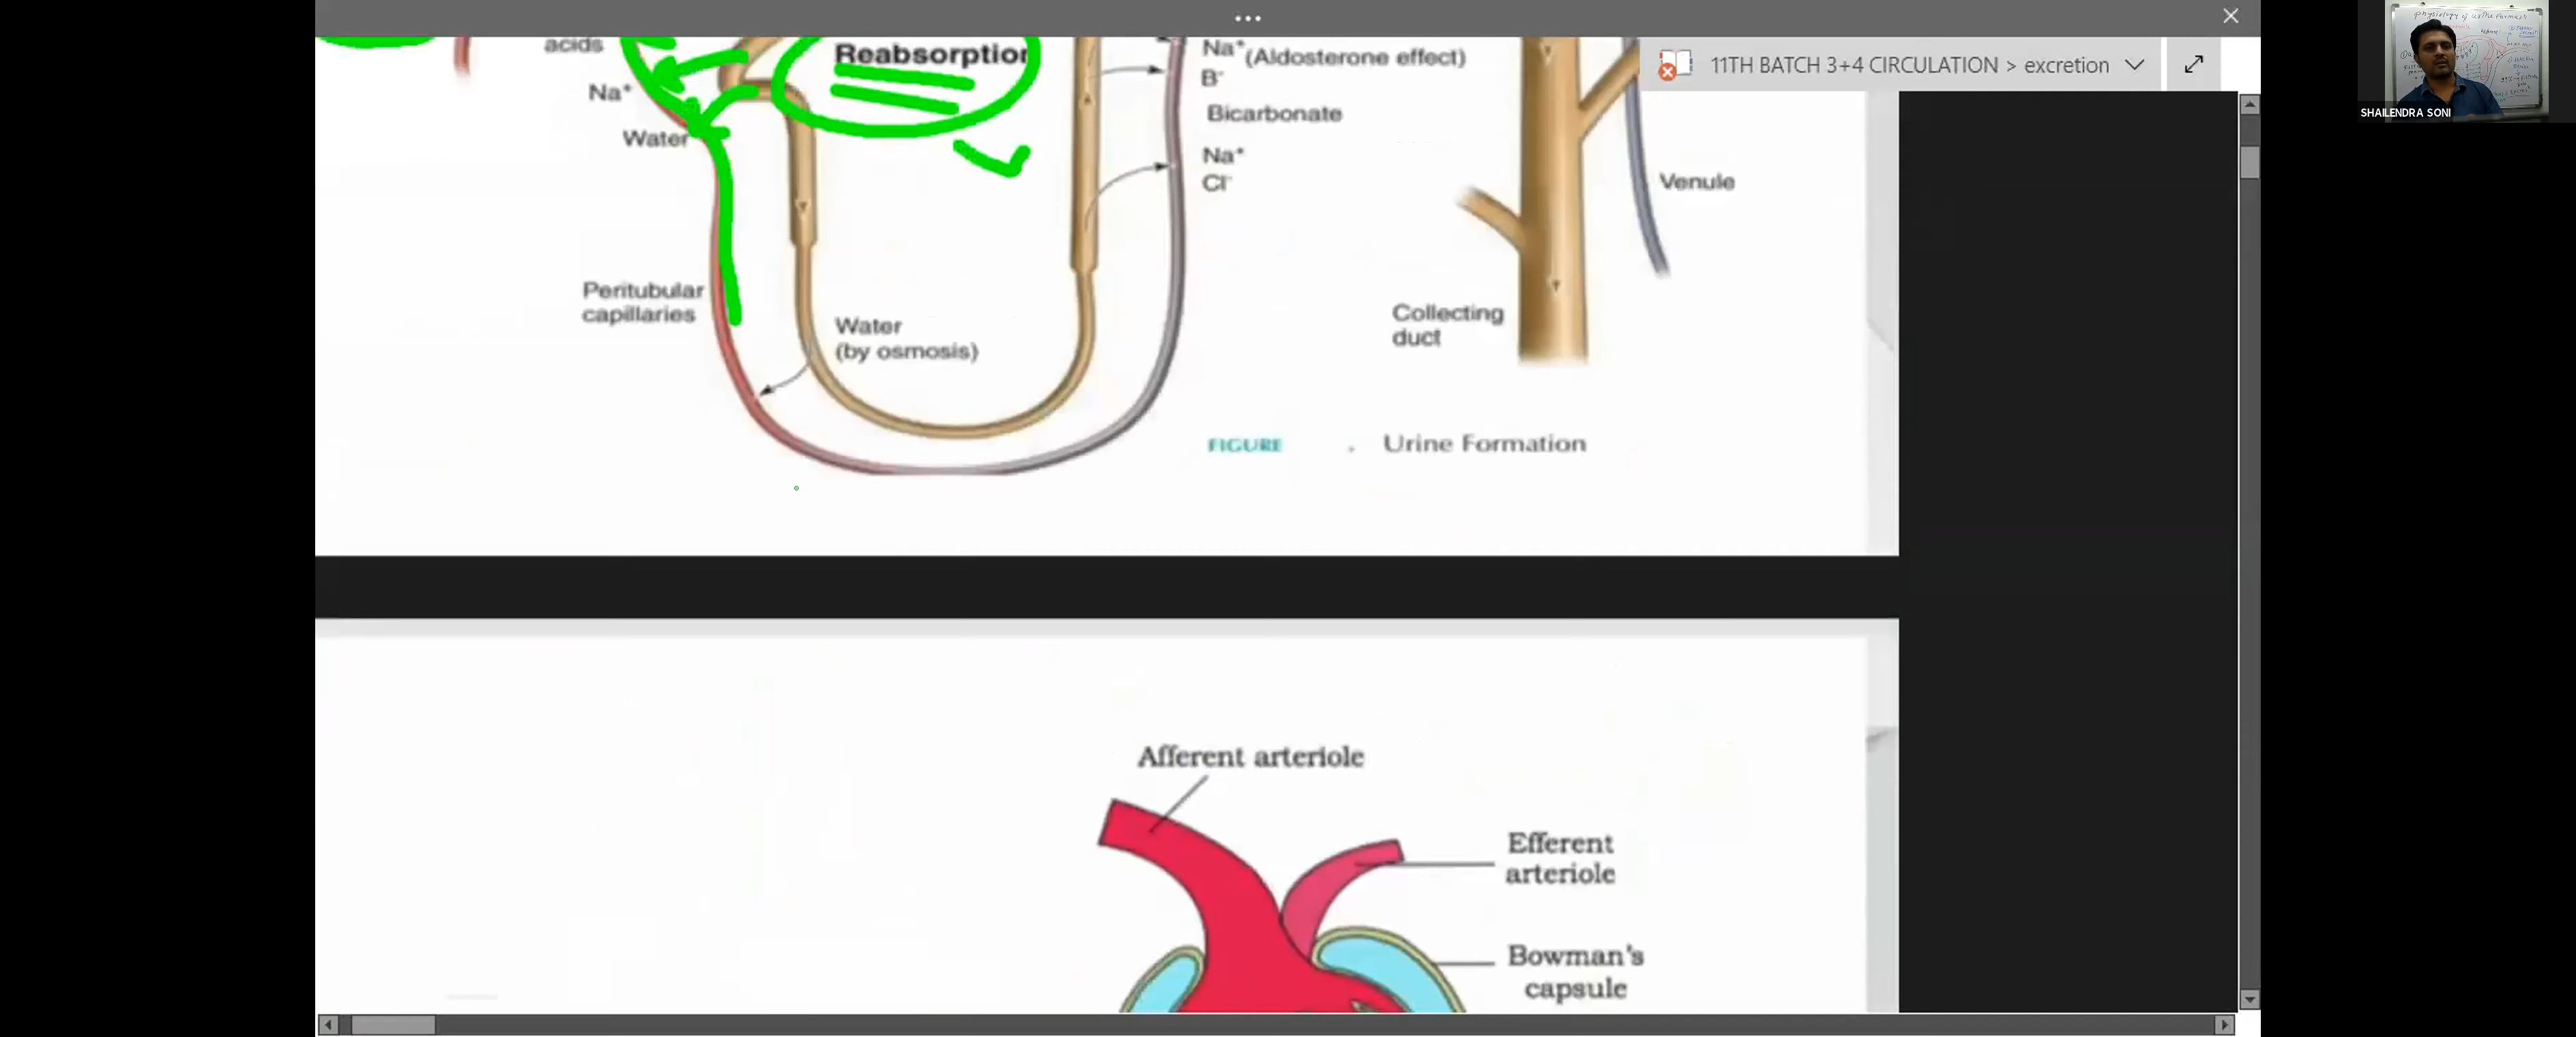 11TH BATCH 3+4 CIRCULATION > excretion
SHAILENDRA SONI
acids
Na⁺
Water
Reabsorption
Na⁺ (Aldosterone effect)
B⁻
Bicarbonate
Na⁺
Cl⁻
Venule
Peritubular
capillaries
Water
(by osmosis)
Collecting
duct
FIGURE . Urine Formation
Afferent arteriole
Efferent
arteriole
Bowman's
capsule